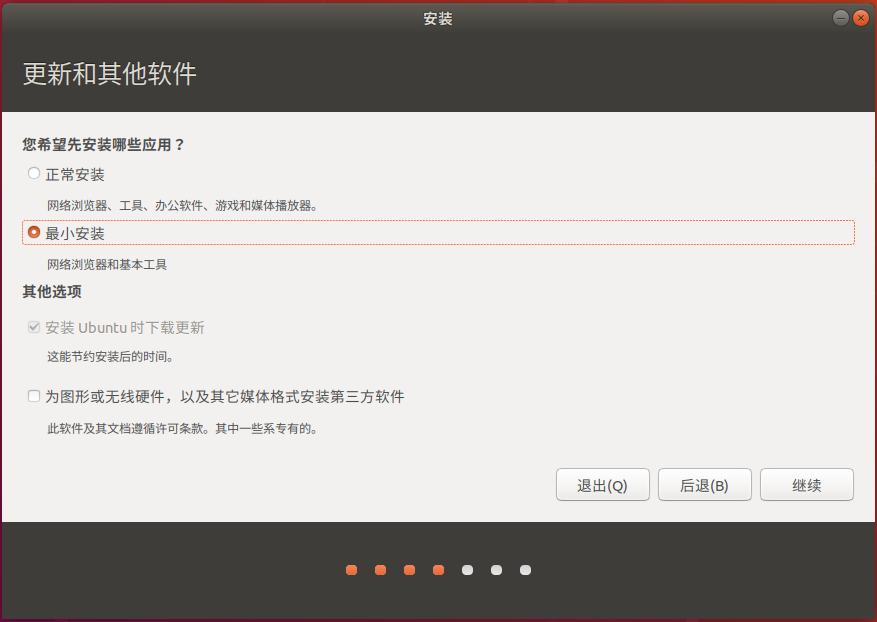 安装
更新和其他软件
您希望先安装哪些应用？
正常安装
网络浏览器、工具、办公软件、游戏和媒体播放器。
最小安装
网络浏览器和基本工具
其他选项
安装 Ubuntu 时下载更新
这能节约安装后的时间。
为图形或无线硬件，以及其它媒体格式安装第三方软件
此软件及其文档遵循许可条款。其中一些系专有的。
退出(Q) 后退(B) 继续